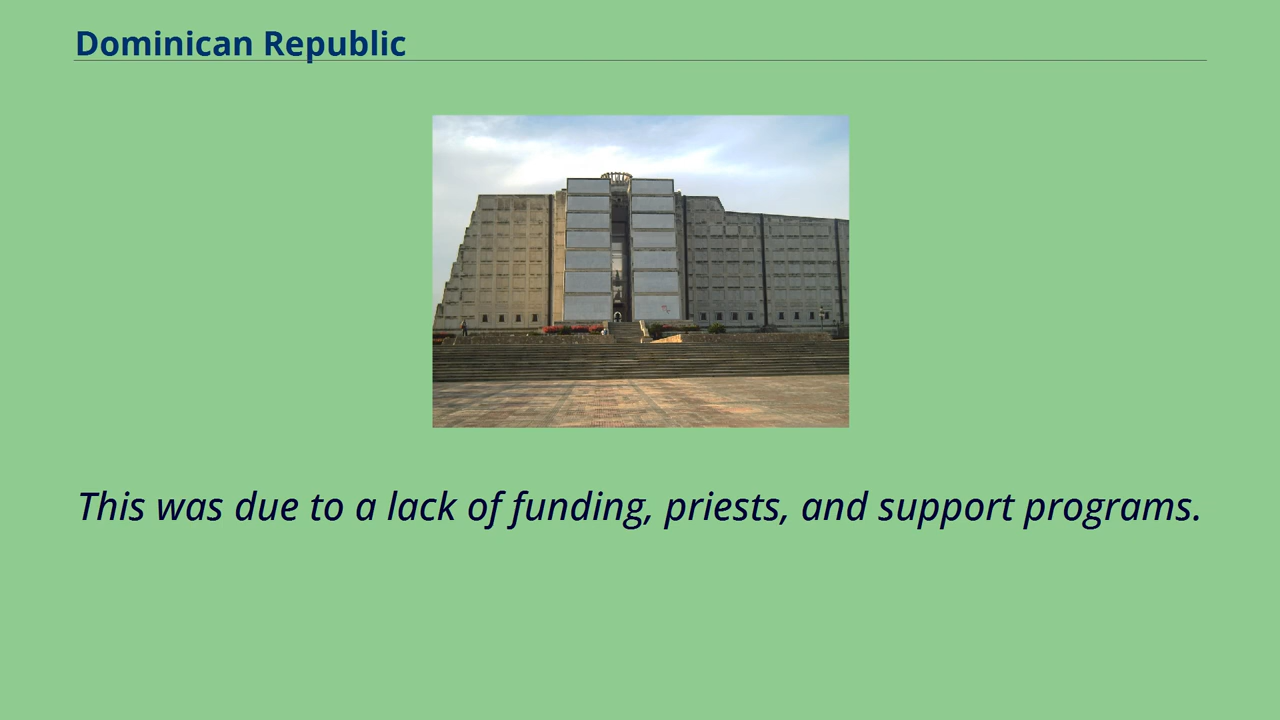 Dominican Republic
This was due to a lack of funding, priests, and support programs.